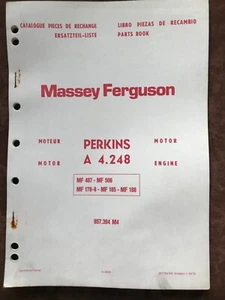 CATALOGUE PIECES DE RECHANGE
ERSATZTEIL-LISTE
LIBRO PIEZAS DE RECAMBIO
PARTS BOOK
Massey Ferguson
MOTEUR
MOTOR
PERKINS
A 4.248
MOTOR
ENGINE
MF 487 - MF 506
MF 178-8 - MF 185 - MF 188
957.394 M4